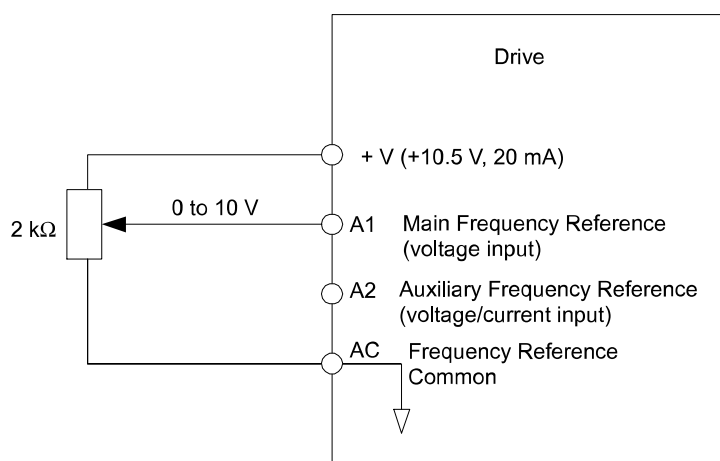 Drive
+ V (+10.5 V, 20 mA)
0 to 10 V
2 kΩ
A1 Main Frequency Reference
(voltage input)
A2 Auxiliary Frequency Reference
(voltage/current input)
AC Frequency Reference
Common